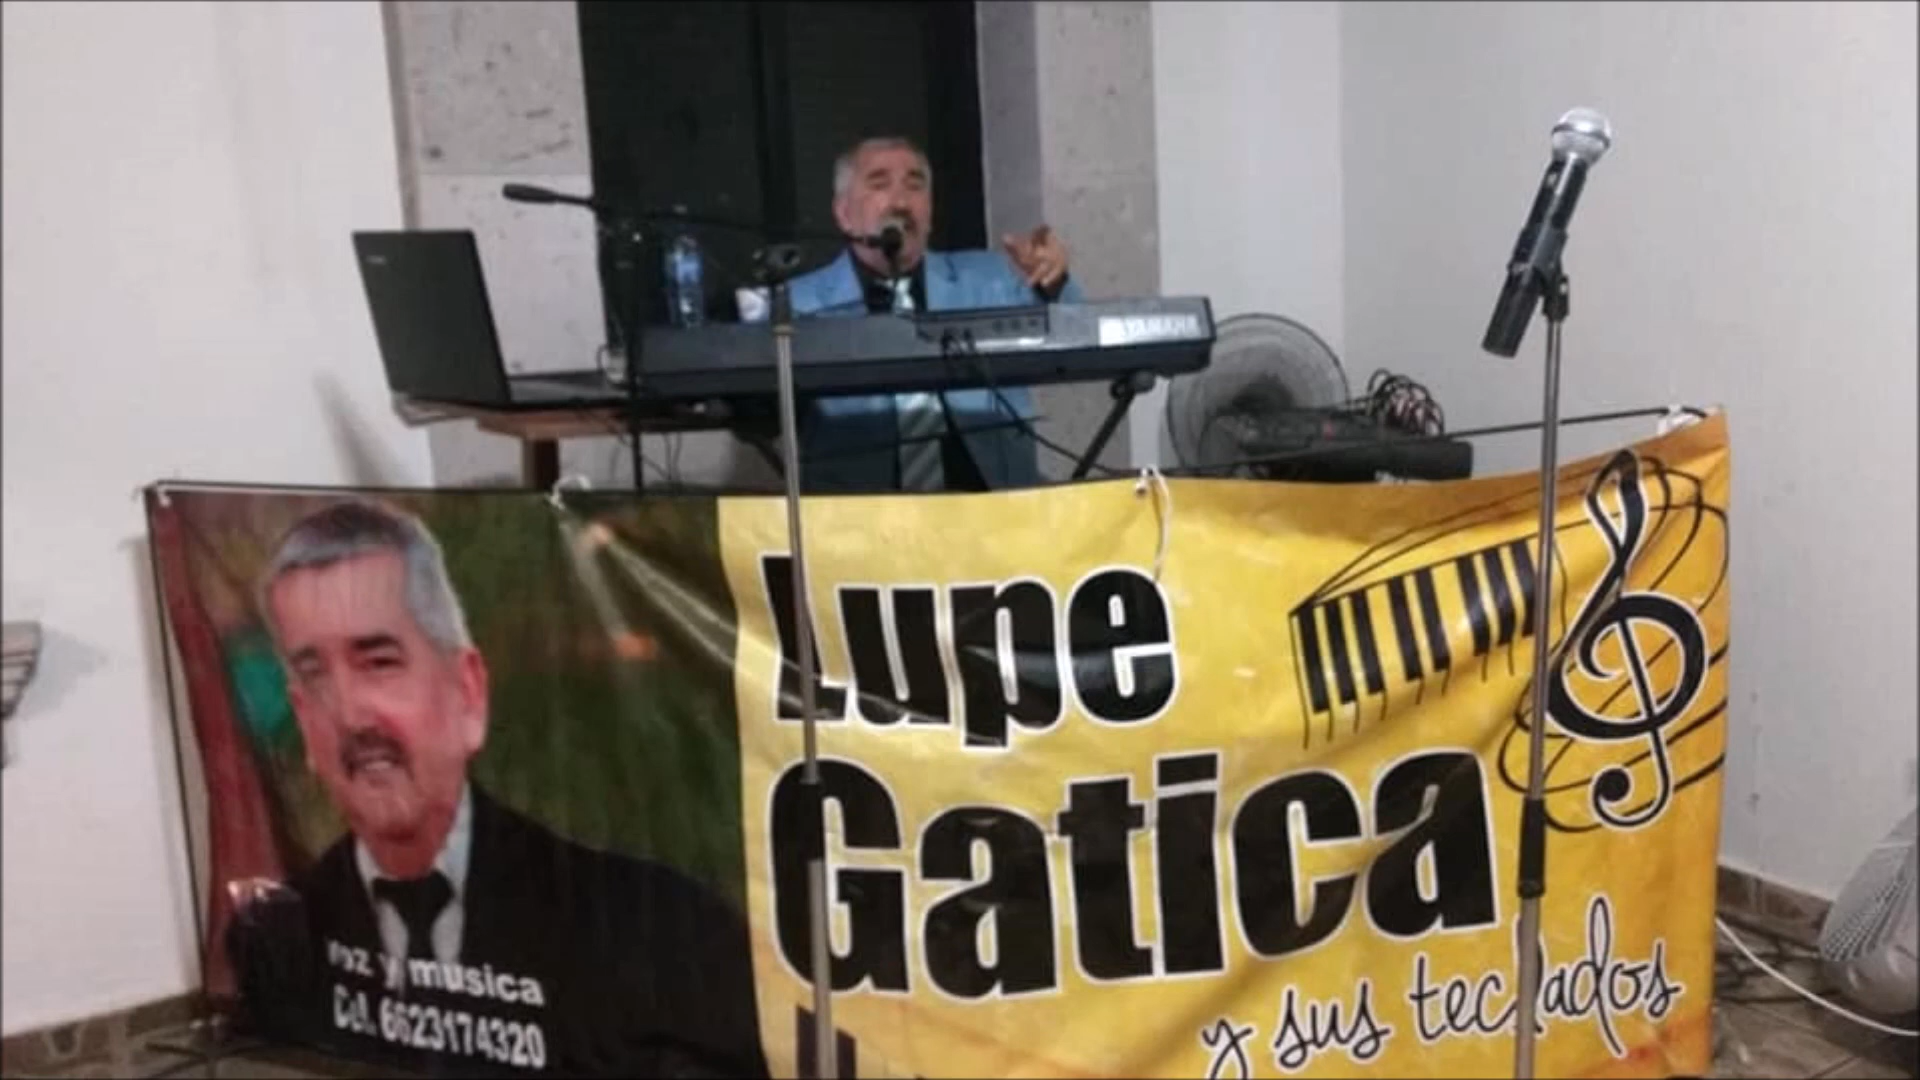 YAMAHA
Lupe
Gatica
y sus teclados
voz y musica
Cel. 6623174320